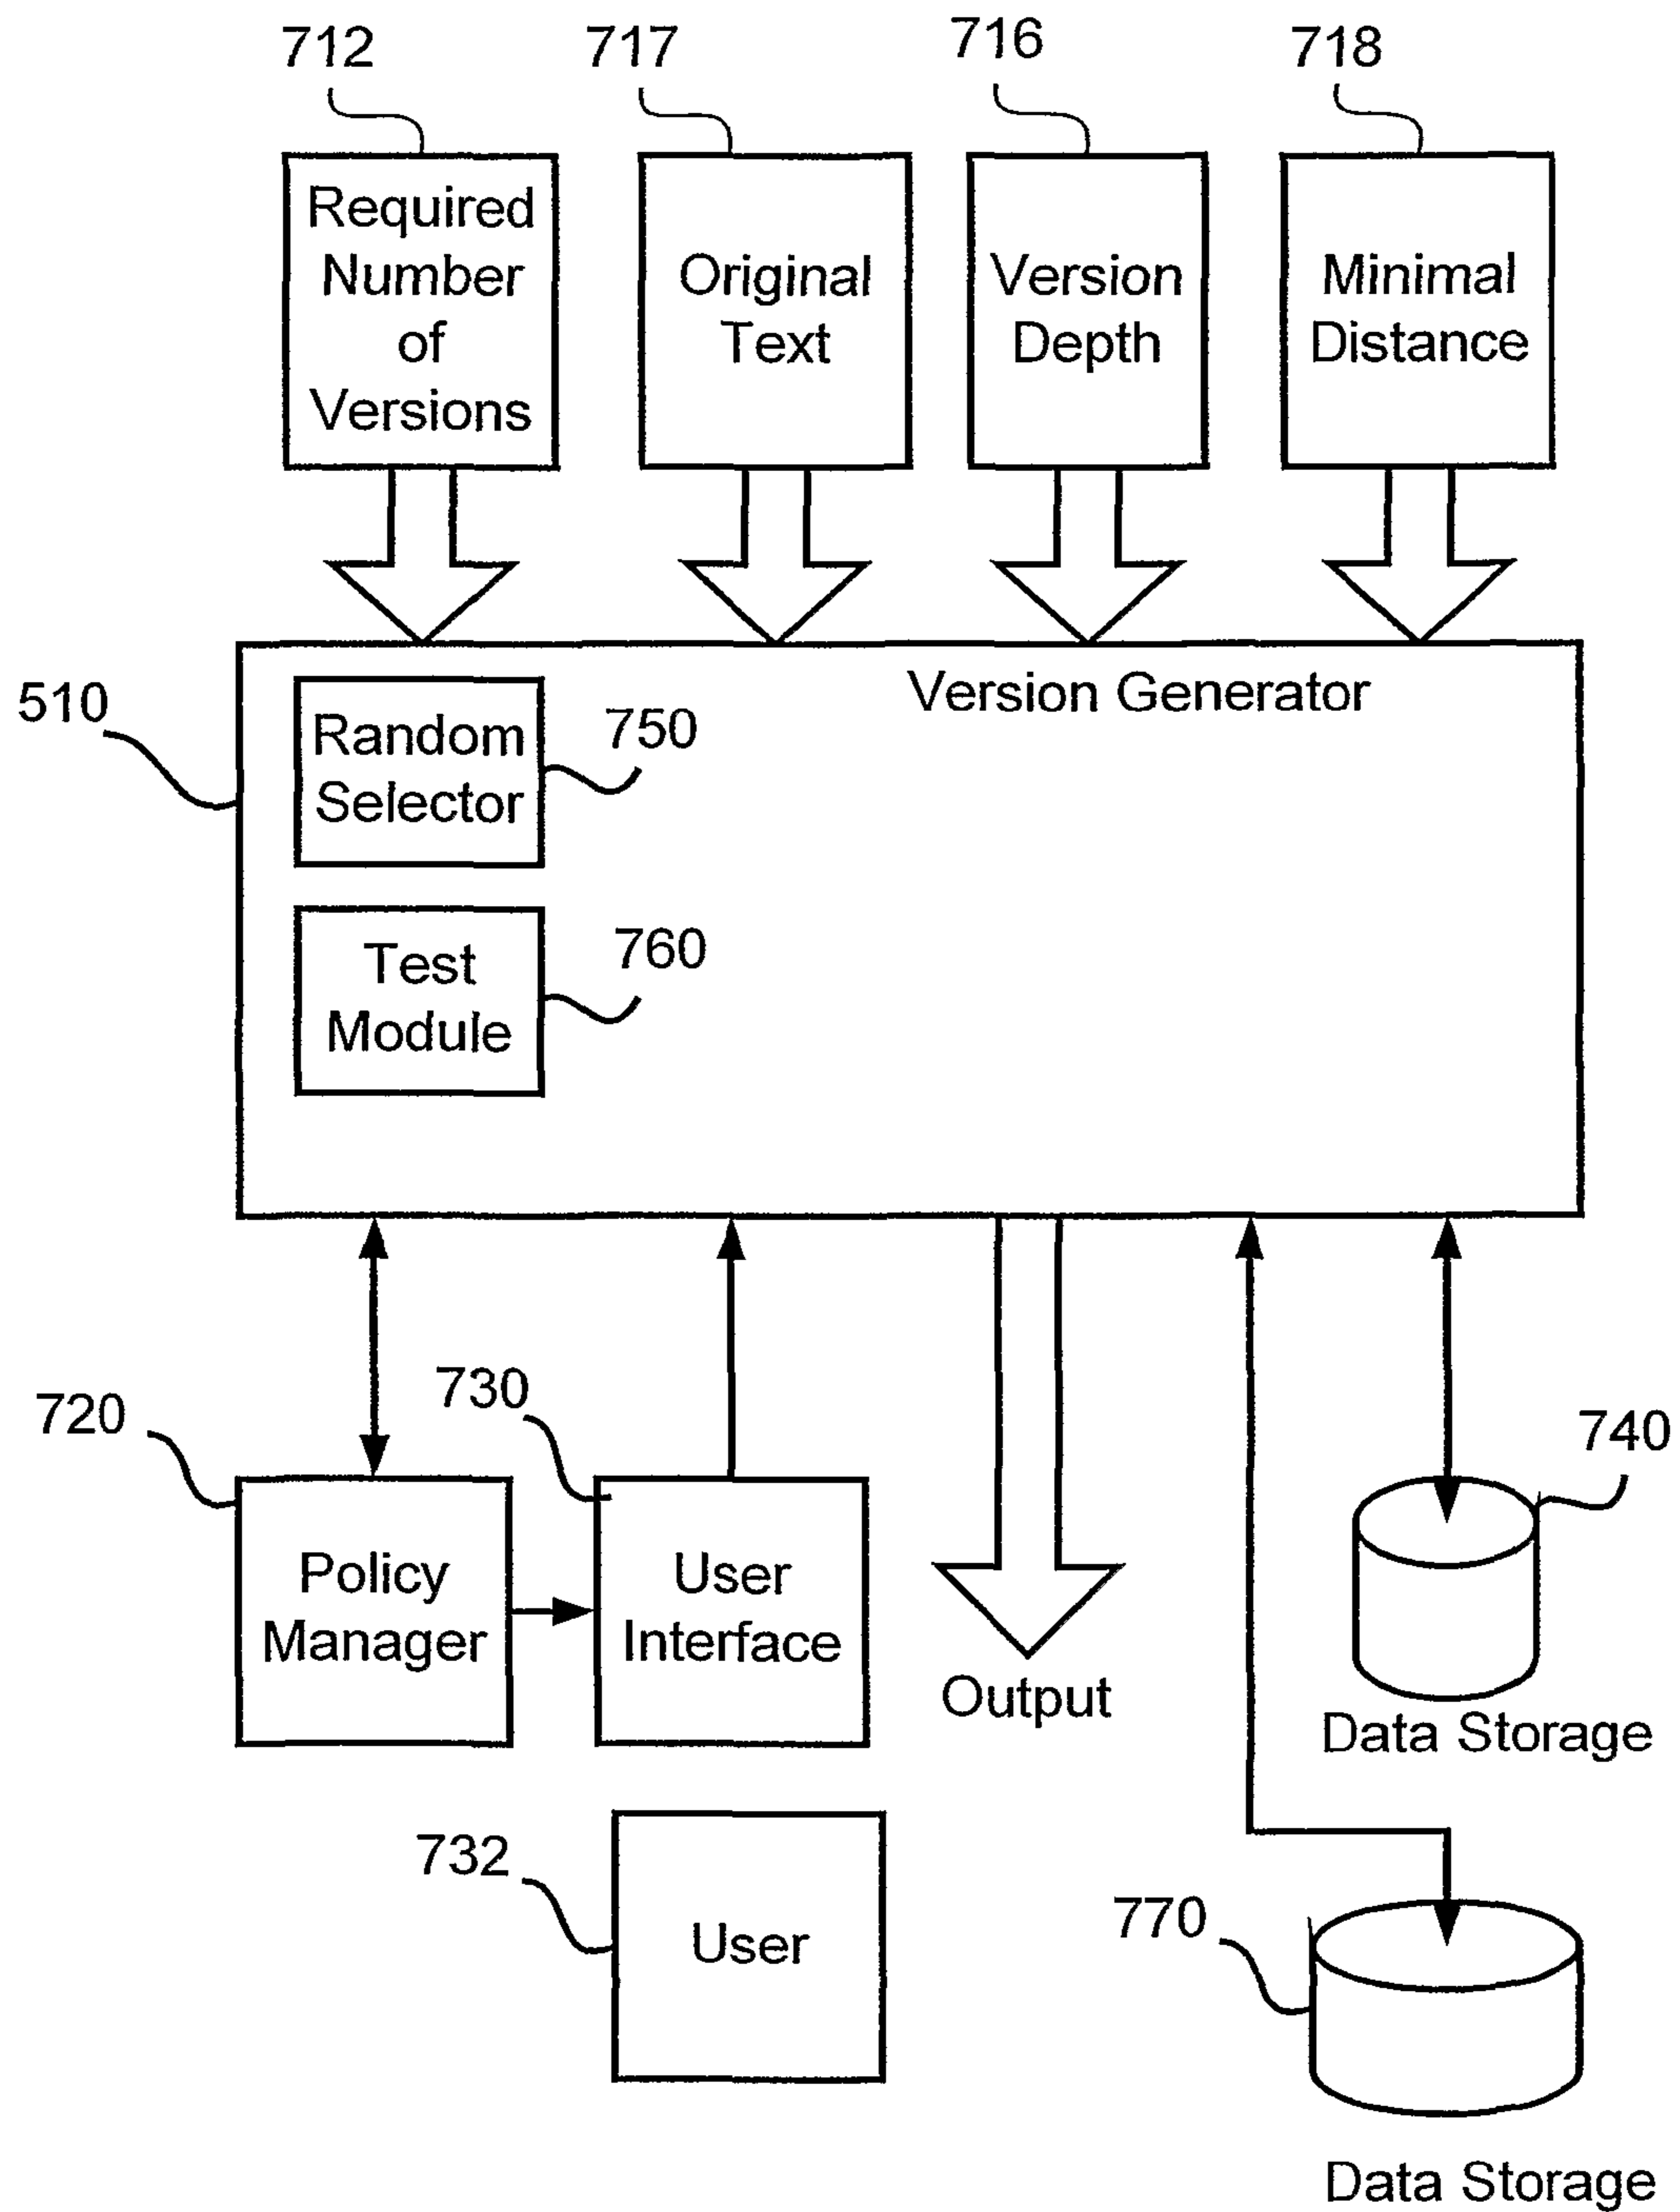 712
717
716
718
Required
Number
of
Versions
Original
Text
Version
Depth
Minimal
Distance
510
Version Generator
Random
Selector
750
Test
Module
760
720
730
740
Policy
Manager
User
Interface
Output
Data Storage
732
User
770
Data Storage